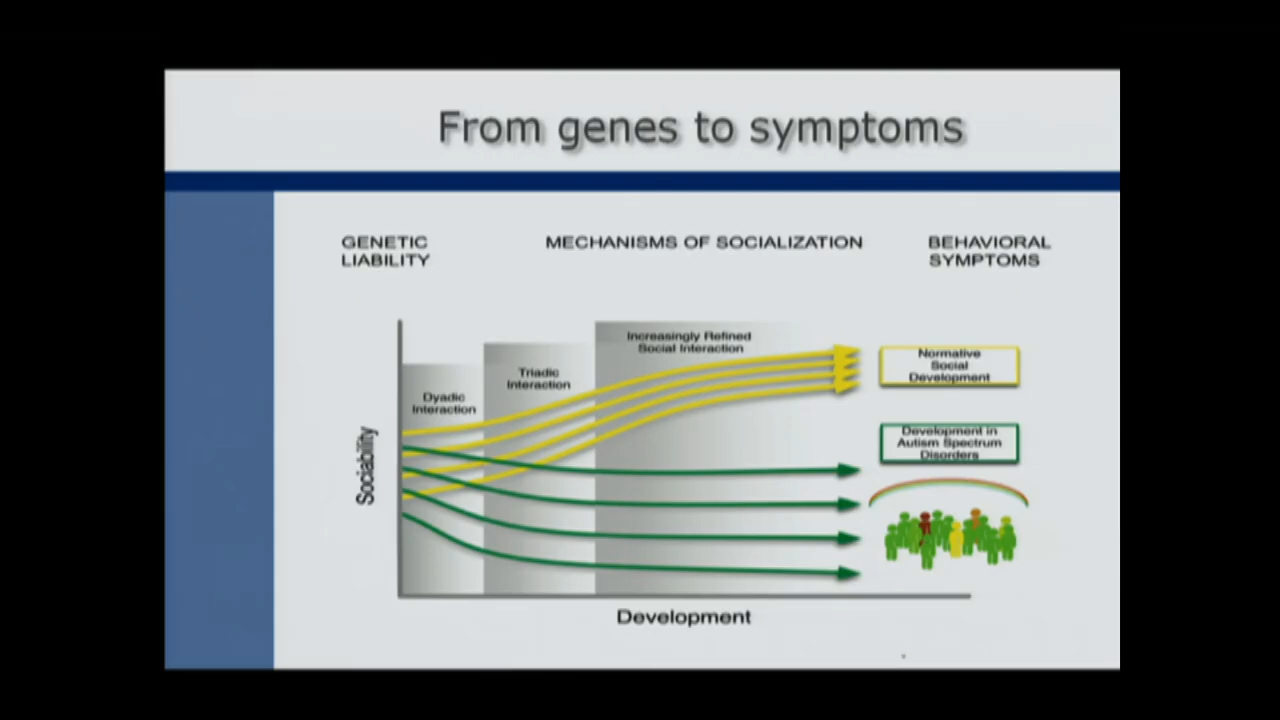 From genes to symptoms
GENETIC
LIABILITY
MECHANISMS OF SOCIALIZATION
BEHAVIORAL
SYMPTOMS
Increasingly Refined
Social Interaction
Triadic
Interaction
Dyadic
Interaction
Normative
Social
Development
Development in
Autism Spectrum
Disorders
Sociability
Development